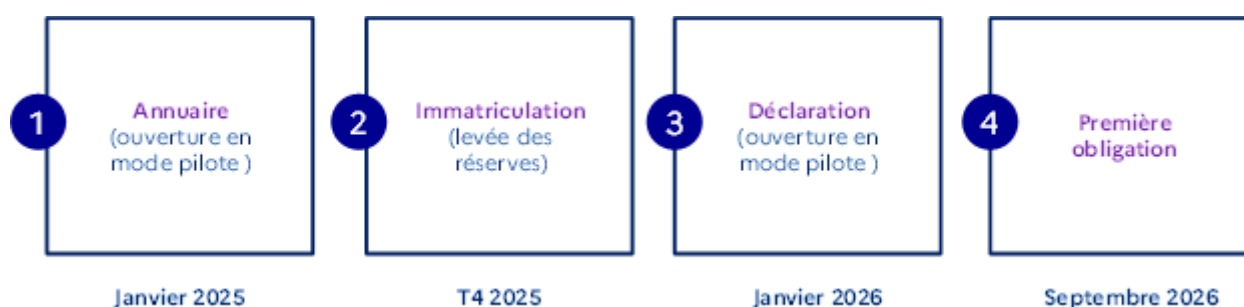 1
Annuaire
(ouverture en
mode pilote )
Janvier 2025
2
Immatriculation
(levée des
réserves)
T4 2025
3
Déclaration
(ouverture en
mode pilote )
Janvier 2026
4
Première
obligation
Septembre 2026